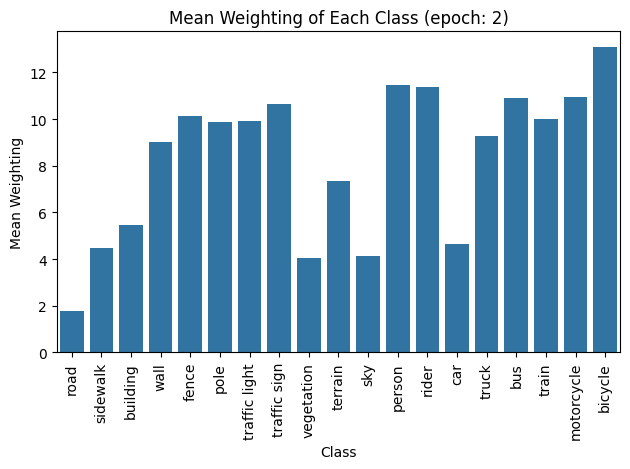 Mean Weighting of Each Class (epoch: 2)
Mean Weighting
12
10
8
6
4
2
0
road
sidewalk
building
wall
fence
pole
traffic light
traffic sign
vegetation
terrain
sky
person
rider
car
truck
bus
train
motorcycle
bicycle
Class